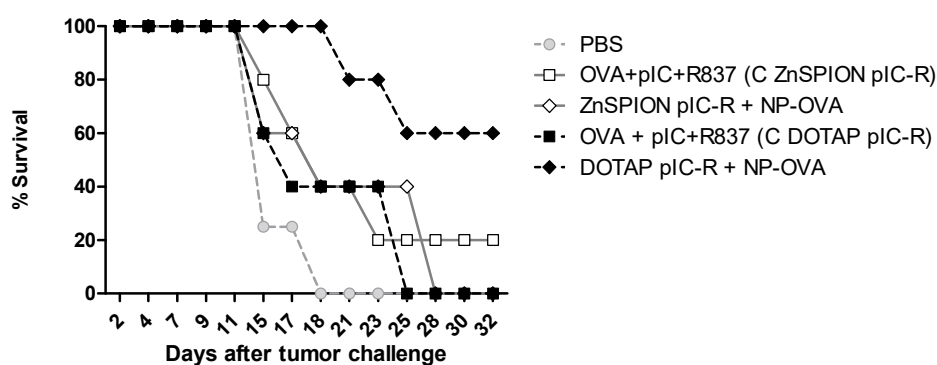 100
80
60
40
20
0
% Survival
2 4 7 9 11 15 17 18 21 23 25 28 30 32
Days after tumor challenge
PBS
OVA+pIC+R837 (C ZnSPION pIC-R)
ZnSPION pIC-R + NP-OVA
OVA + pIC+R837 (C DOTAP pIC-R)
DOTAP pIC-R + NP-OVA